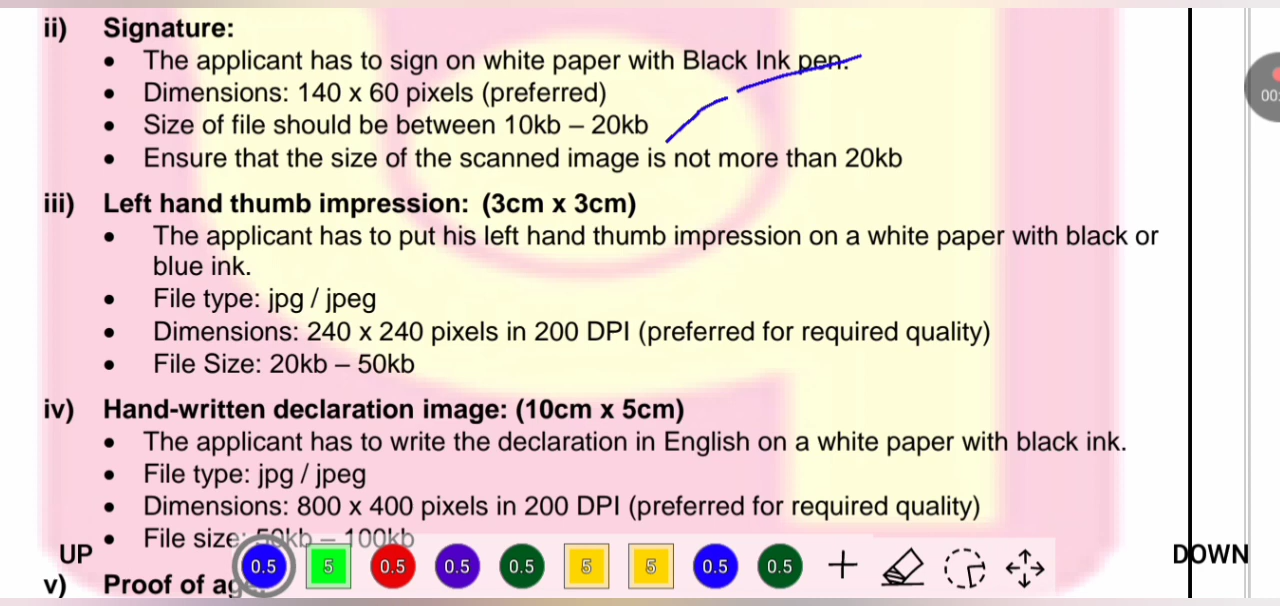 ii) Signature:
• The applicant has to sign on white paper with Black Ink pen.
• Dimensions: 140 x 60 pixels (preferred)
• Size of file should be between 10kb – 20kb
• Ensure that the size of the scanned image is not more than 20kb
00:
iii) Left hand thumb impression: (3cm x 3cm)
• The applicant has to put his left hand thumb impression on a white paper with black or
blue ink.
• File type: jpg / jpeg
• Dimensions: 240 x 240 pixels in 200 DPI (preferred for required quality)
• File Size: 20kb – 50kb
iv) Hand-written declaration image: (10cm x 5cm)
• The applicant has to write the declaration in English on a white paper with black ink.
• File type: jpg / jpeg
• Dimensions: 800 x 400 pixels in 200 DPI (preferred for required quality)
• File size: 50kb – 100kb
UP
DOWN
0.5 5 0.5 0.5 0.5 5 5 0.5 0.5
v) Proof of age: